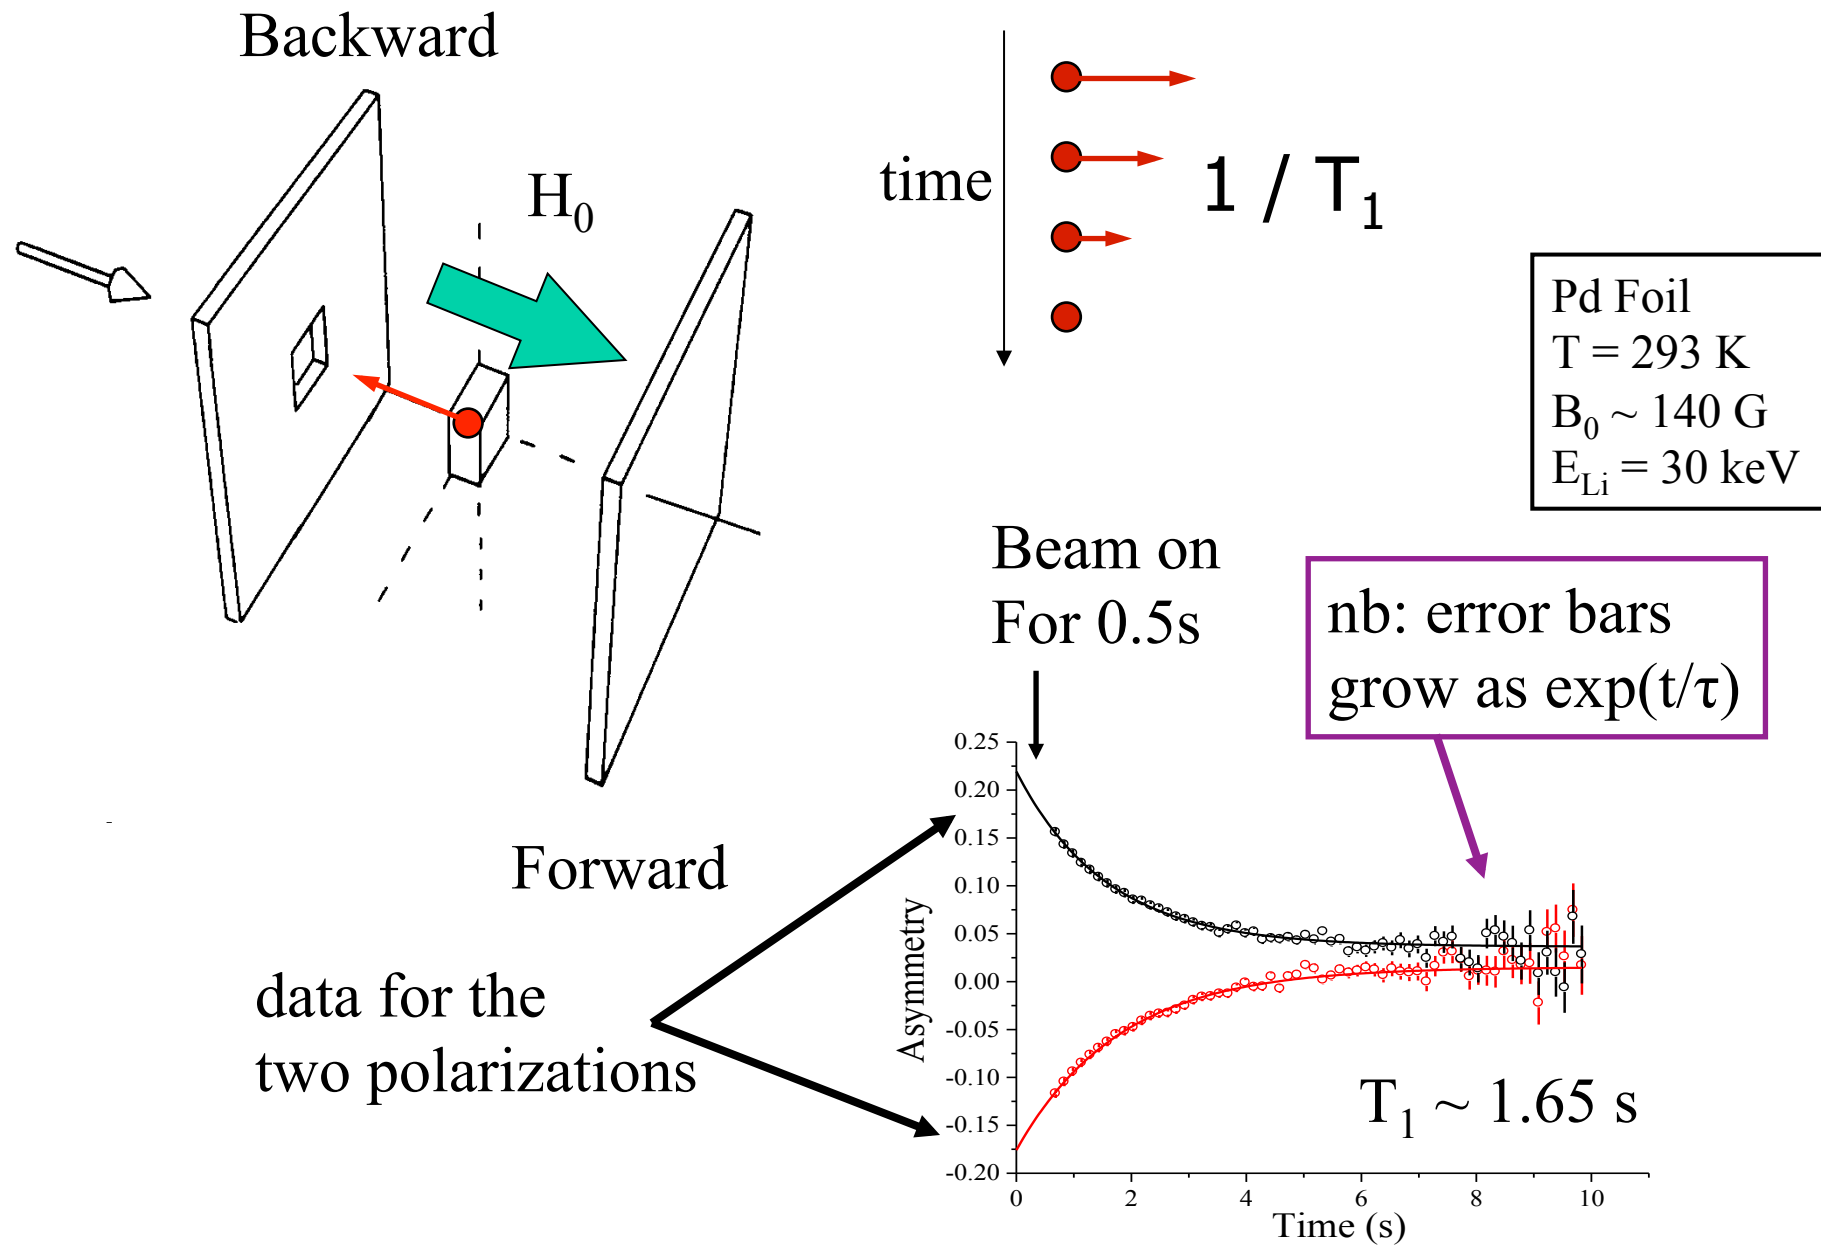 Backward
H₀
time
1 / T₁
Pd Foil
T = 293 K
B₀ ~ 140 G
E_Li = 30 keV
Beam on
For 0.5s
nb: error bars
grow as exp(t/τ)
Forward
data for the
two polarizations
0.25
0.20
0.15
0.10
0.05
0.00
-0.05
-0.10
-0.15
-0.20
Asymmetry
T₁ ~ 1.65 s
0 2 4 6 8 10
Time (s)